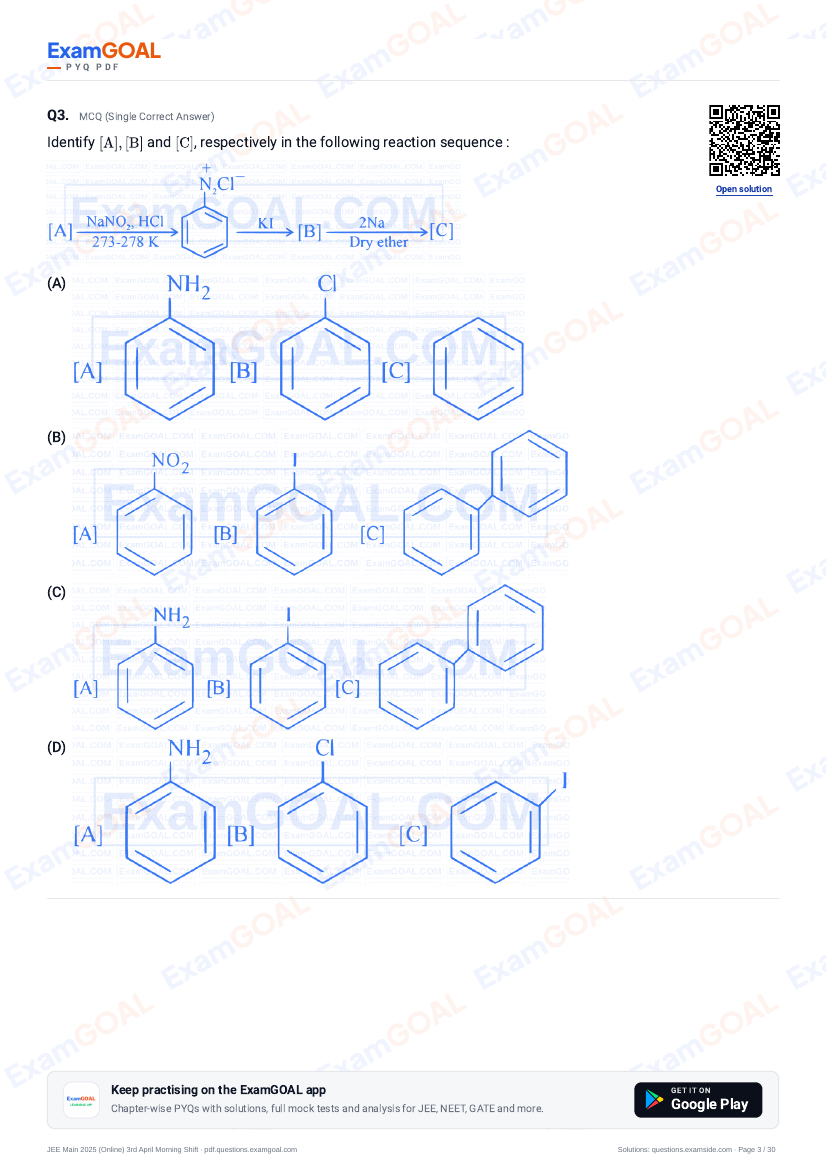 ExamGOAL
PYQ PDF
Q3. MCQ (Single Correct Answer)
Identify [A], [B] and [C], respectively in the following reaction sequence :
Open solution
+
N₂Cl⁻
[A] NaNO₂, HCl KI [B] 2Na [C]
273-278 K Dry ether
(A)
NH₂ Cl
[A] [B] [C]
(B)
NO₂ I
[A] [B] [C]
(C)
NH₂ I
[A] [B] [C]
(D)
NH₂ Cl I
[A] [B] [C]
ExamGOAL.COM
Keep practising on the ExamGOAL app
Chapter-wise PYQs with solutions, full mock tests and analysis for JEE, NEET, GATE and more.
GET IT ON
Google Play
JEE Main 2025 (Online) 3rd April Morning Shift · pdf.questions.examgoal.com
Solutions: questions.examside.com · Page 3 / 30